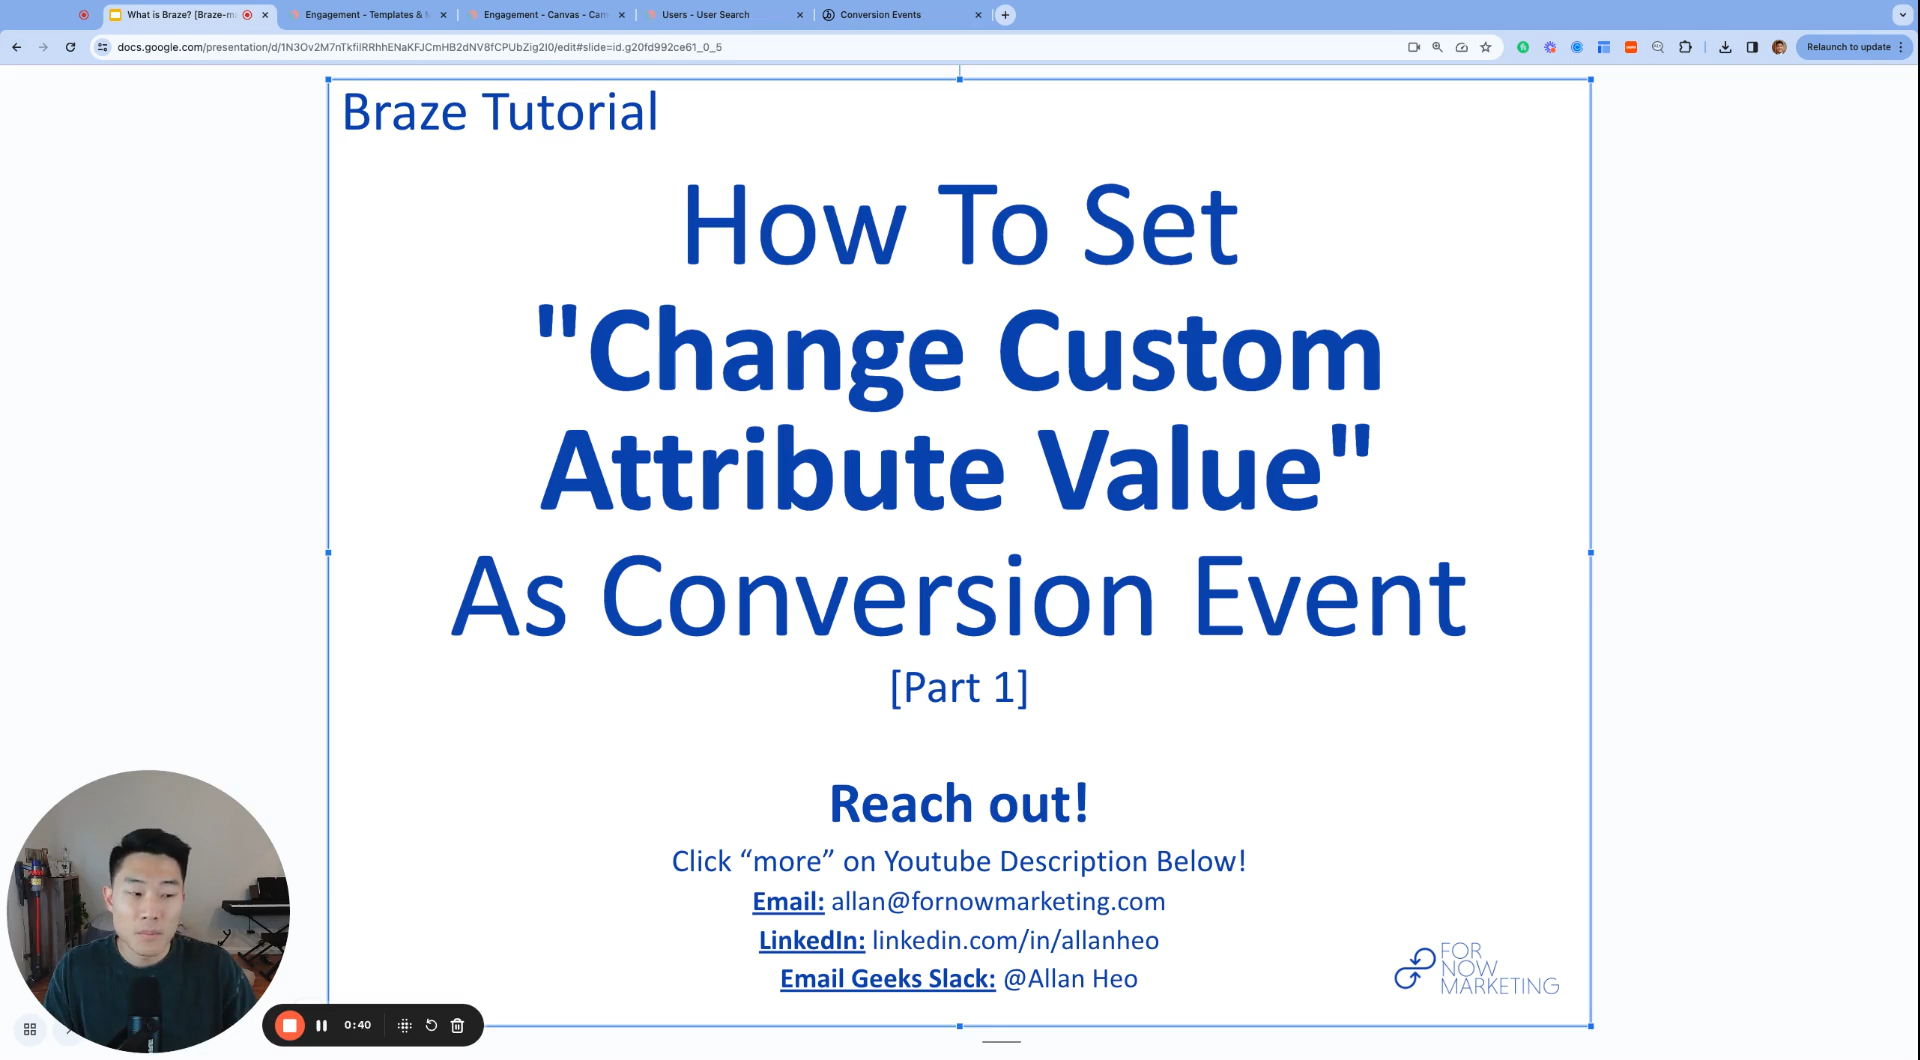 What is Braze? [Braze-m
Engagement - Templates & M
Engagement - Canvas - Can
Users - User Search
Conversion Events
docs.google.com/presentation/d/1N3Ov2M7nTkfilRRhhENaKFJCmHB2dNV8fCPUbZig2I0/edit#slide=id.g20fd992ce61_0_5
Relaunch to update
Braze Tutorial
How To Set
"Change Custom
Attribute Value"
As Conversion Event
[Part 1]
Reach out!
Click “more” on Youtube Description Below!
Email: allan@fornowmarketing.com
LinkedIn: linkedin.com/in/allanheo
Email Geeks Slack: @Allan Heo
FOR
NOW
MARKETING
0:40